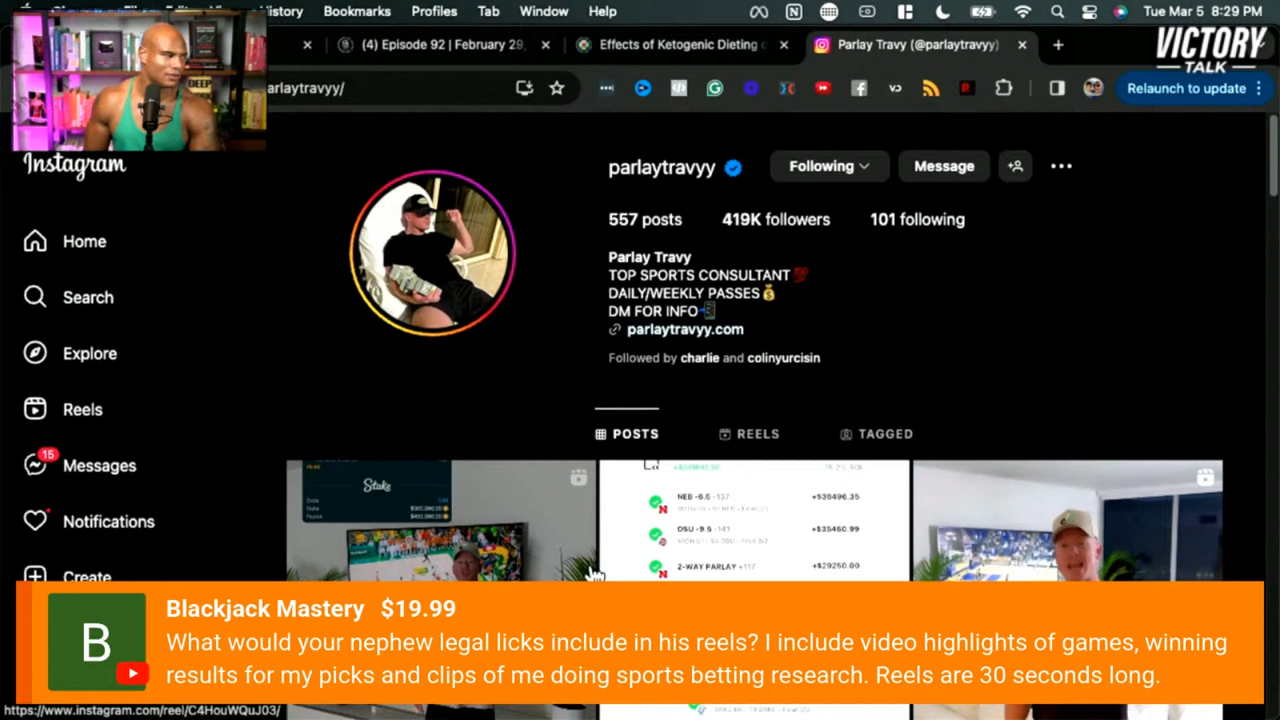 View History Bookmarks Profiles Tab Window Help Tue Mar 5 8:29 PM
(4) Episode 92 | February 29, Effects of Ketogenic Dieting Parlay Travy (@parlaytravyy)
VICTORY
TALK
arlaytravyy/ Relaunch to update
DEEP
Instagram
parlaytravyy Following Message
557 posts 419K followers 101 following
Home
Parlay Travy
TOP SPORTS CONSULTANT💯
DAILY/WEEKLY PASSES💰
DM FOR INFO📲
parlaytravyy.com
Search
Followed by charlie and colinyurcisin
Explore
Reels
POSTS REELS TAGGED
15
Messages
Stake
NEB -6.5 -137 +$36496.35
Notifications
OSU -9.5 -141 +$35460.99
2-WAY PARLAY +117 +$29250.00
Create
Blackjack Mastery $19.99
B
What would your nephew legal licks include in his reels? I include video highlights of games, winning
results for my picks and clips of me doing sports betting research. Reels are 30 seconds long.
https://www.instagram.com/reel/C4HouWQuJ03/